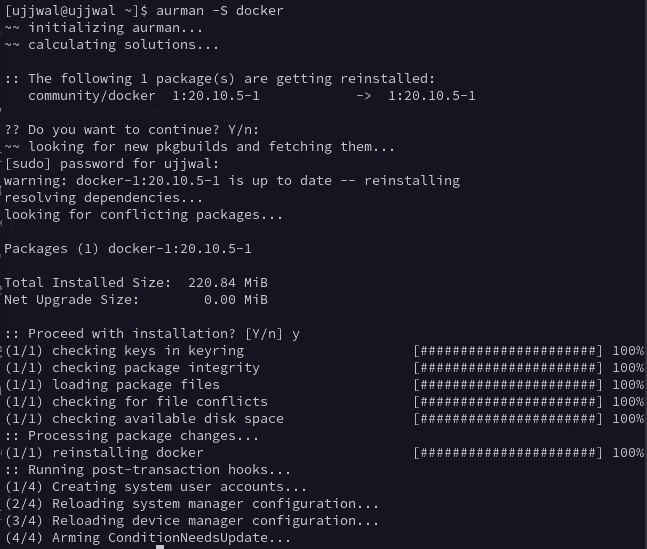 [ujjwal@ujjwal ~]$ aurman -S docker
~~ initializing aurman...
~~ calculating solutions...
:: The following 1 package(s) are getting reinstalled:
   community/docker  1:20.10.5-1            ->  1:20.10.5-1
?? Do you want to continue? Y/n:
~~ looking for new pkgbuilds and fetching them...
[sudo] password for ujjwal:
warning: docker-1:20.10.5-1 is up to date -- reinstalling
resolving dependencies...
looking for conflicting packages...
Packages (1) docker-1:20.10.5-1
Total Installed Size:  220.84 MiB
Net Upgrade Size:        0.00 MiB
:: Proceed with installation? [Y/n] y
(1/1) checking keys in keyring                     [######################] 100%
(1/1) checking package integrity                   [######################] 100%
(1/1) loading package files                        [######################] 100%
(1/1) checking for file conflicts                  [######################] 100%
(1/1) checking available disk space                [######################] 100%
:: Processing package changes...
(1/1) reinstalling docker                          [######################] 100%
:: Running post-transaction hooks...
(1/4) Creating system user accounts...
(2/4) Reloading system manager configuration...
(3/4) Reloading device manager configuration...
(4/4) Arming ConditionNeedsUpdate...